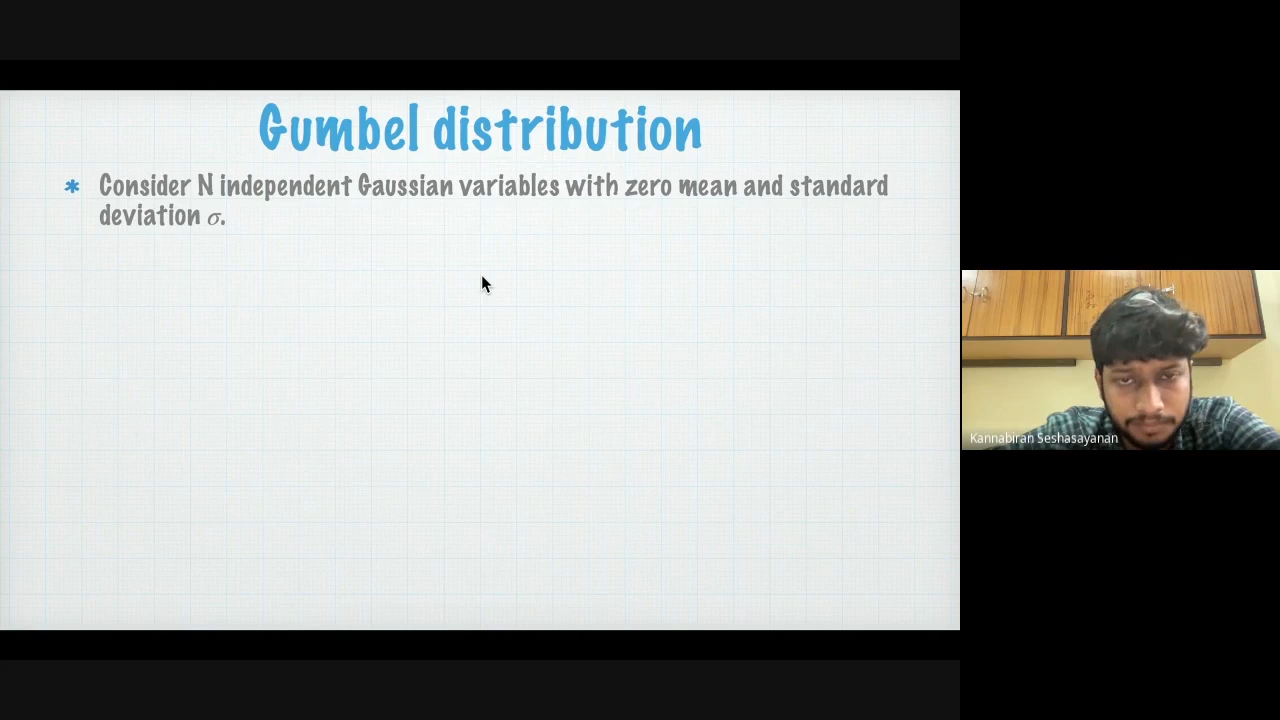 Gumbel distribution
* Consider N independent Gaussian variables with zero mean and standard
deviation σ.
Kannabiran Seshasayanan